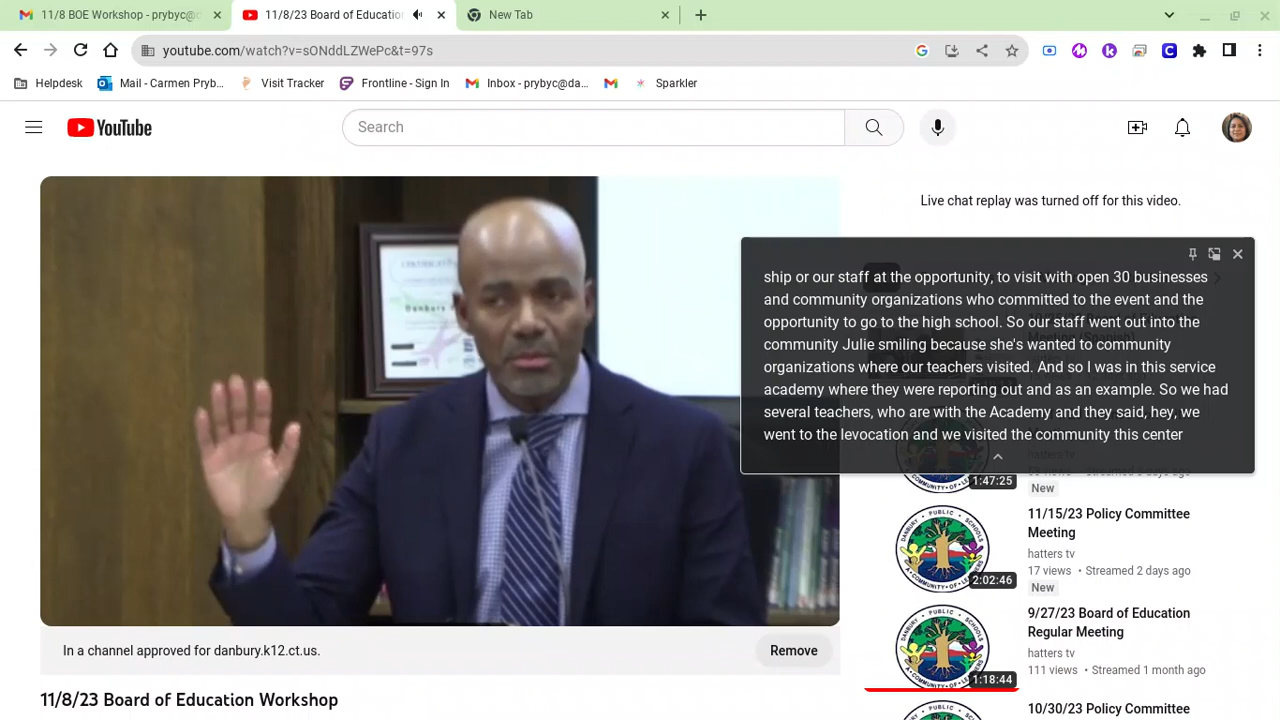 11/8 BOE Workshop - prybyc@d
11/8/23 Board of Education
New Tab
youtube.com/watch?v=sONddLZWePc&t=97s
Helpdesk
Mail - Carmen Pryb...
Visit Tracker
Frontline - Sign In
Inbox - prybyc@da...
Sparkler
YouTube
Search
Live chat replay was turned off for this video.
ship or our staff at the opportunity, to visit with open 30 businesses
and community organizations who committed to the event and the
opportunity to go to the high school. So our staff went out into the
community Julie smiling because she's wanted to community
organizations where our teachers visited. And so I was in this service
academy where they were reporting out and as an example. So we had
several teachers, who are with the Academy and they said, hey, we
went to the levocation and we visited the community this center
hatters tv
1:47:25
New
11/15/23 Policy Committee
Meeting
hatters tv
17 views • Streamed 2 days ago
2:02:46
New
9/27/23 Board of Education
Regular Meeting
hatters tv
111 views • Streamed 1 month ago
1:18:44
10/30/23 Policy Committee
In a channel approved for danbury.k12.ct.us.
Remove
11/8/23 Board of Education Workshop